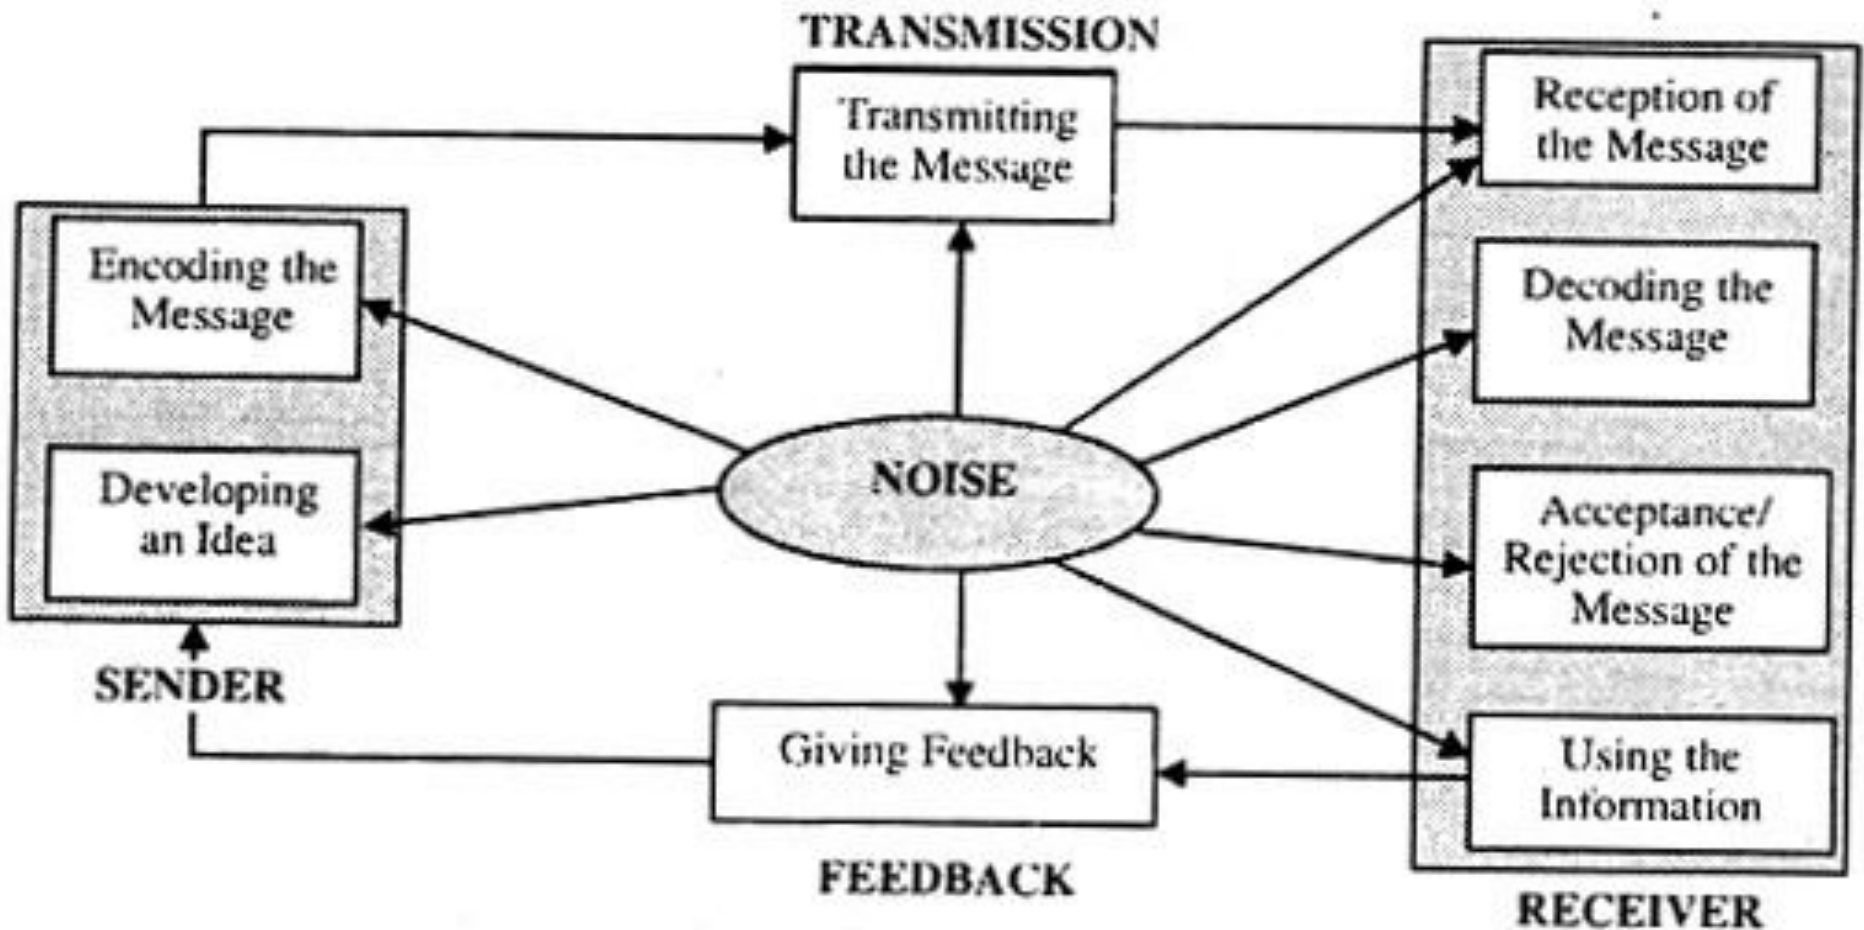 TRANSMISSION
Transmitting
the Message
Reception of
the Message
Encoding the
Message
Decoding the
Message
Developing
an Idea
NOISE
Acceptance/
Rejection of the
Message
SENDER
Giving Feedback
Using the
Information
FEEDBACK
RECEIVER